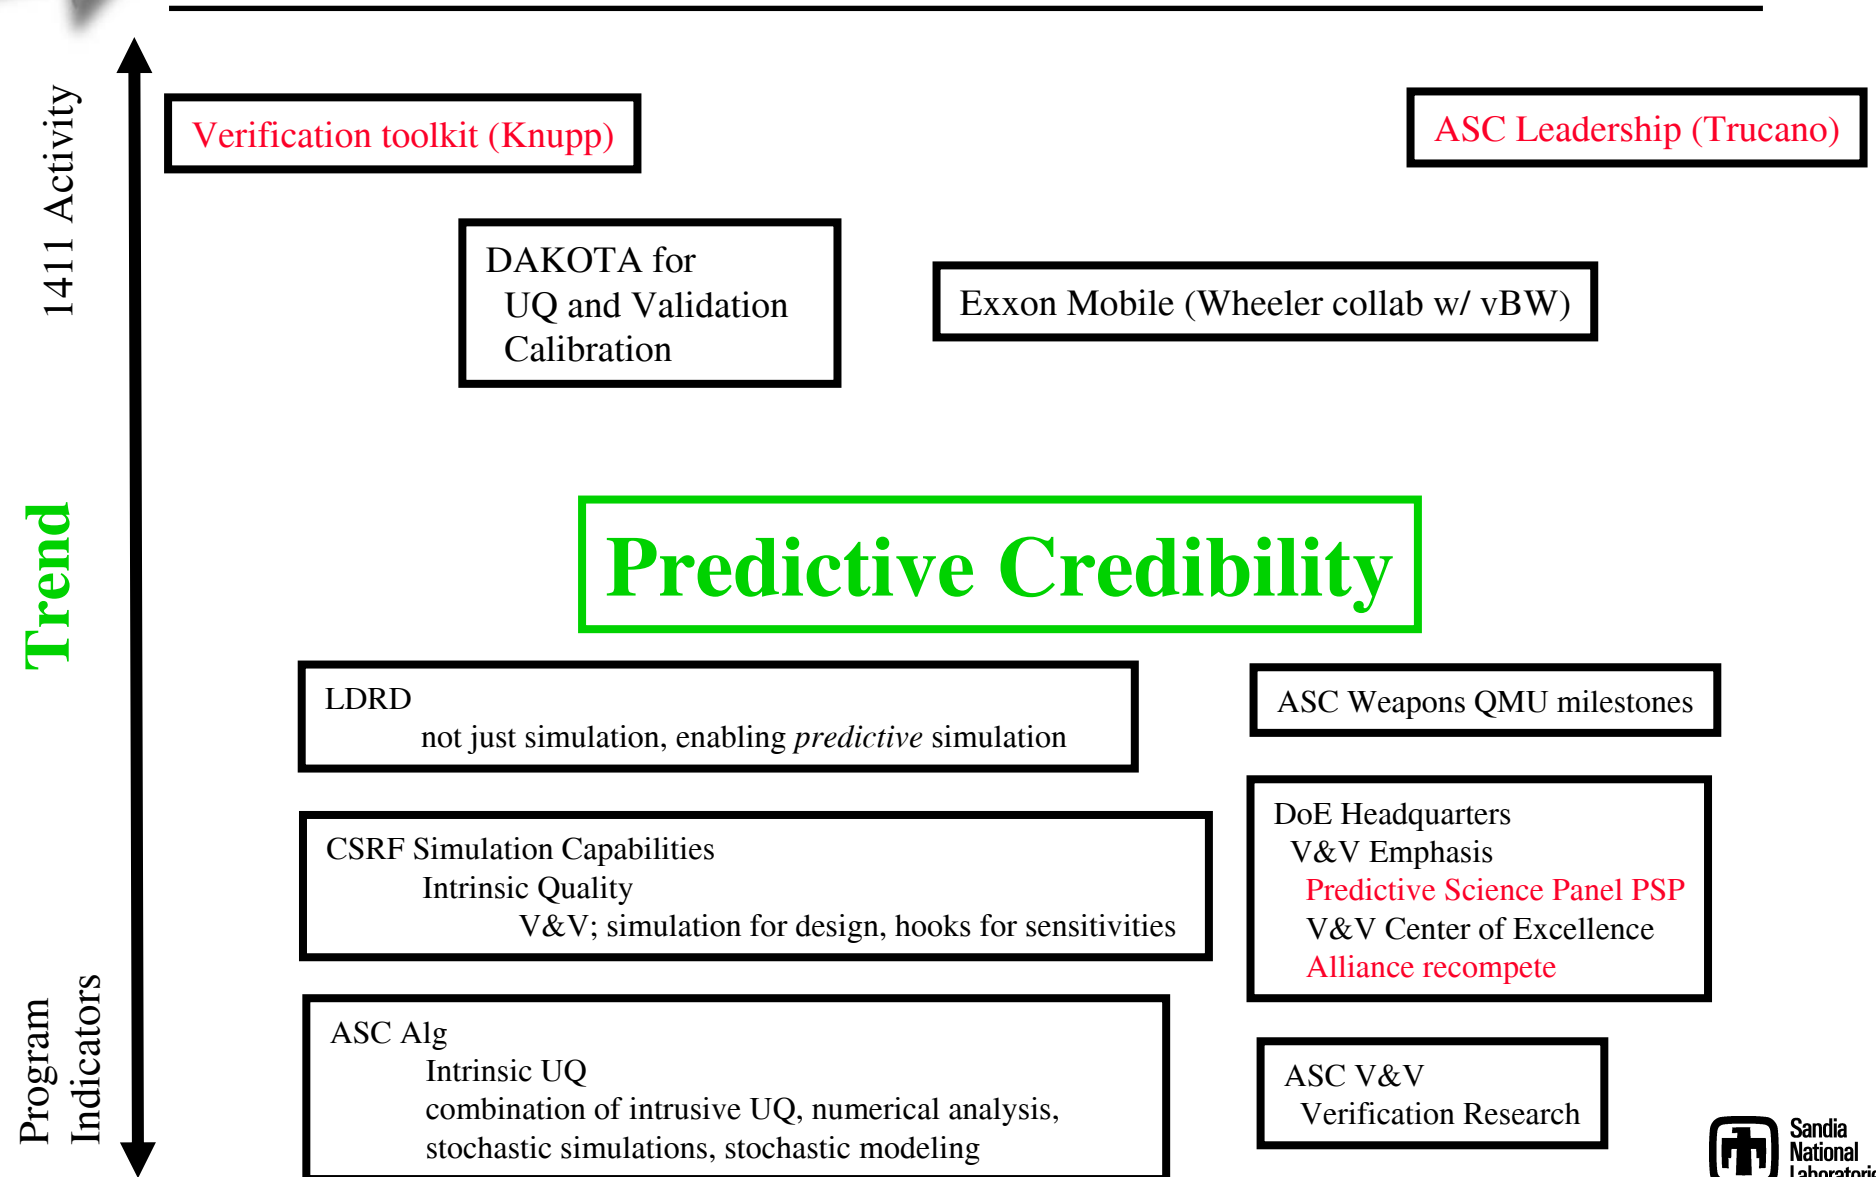 1411 Activity
Verification toolkit (Knupp)
ASC Leadership (Trucano)
DAKOTA for
UQ and Validation
Calibration
Exxon Mobile (Wheeler collab w/ vBW)
Trend
Predictive Credibility
LDRD
not just simulation, enabling predictive simulation
ASC Weapons QMU milestones
CSRF Simulation Capabilities
Intrinsic Quality
V&V; simulation for design, hooks for sensitivities
DoE Headquarters
V&V Emphasis
Predictive Science Panel PSP
V&V Center of Excellence
Alliance recompete
Program
Indicators
ASC Alg
Intrinsic UQ
combination of intrusive UQ, numerical analysis,
stochastic simulations, stochastic modeling
ASC V&V
Verification Research
Sandia
National
Laboratorie